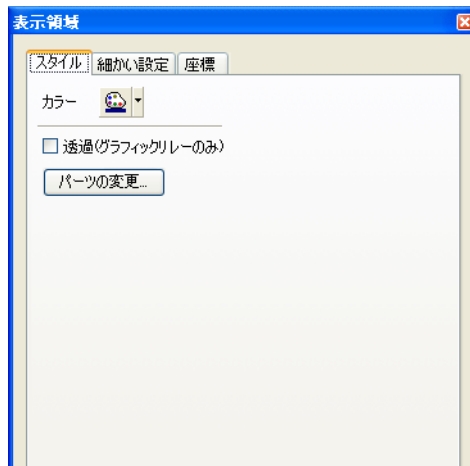 表示領域
スタイル 細かい設定 座標
カラー
透過(グラフィックリレーのみ)
パーツの変更...